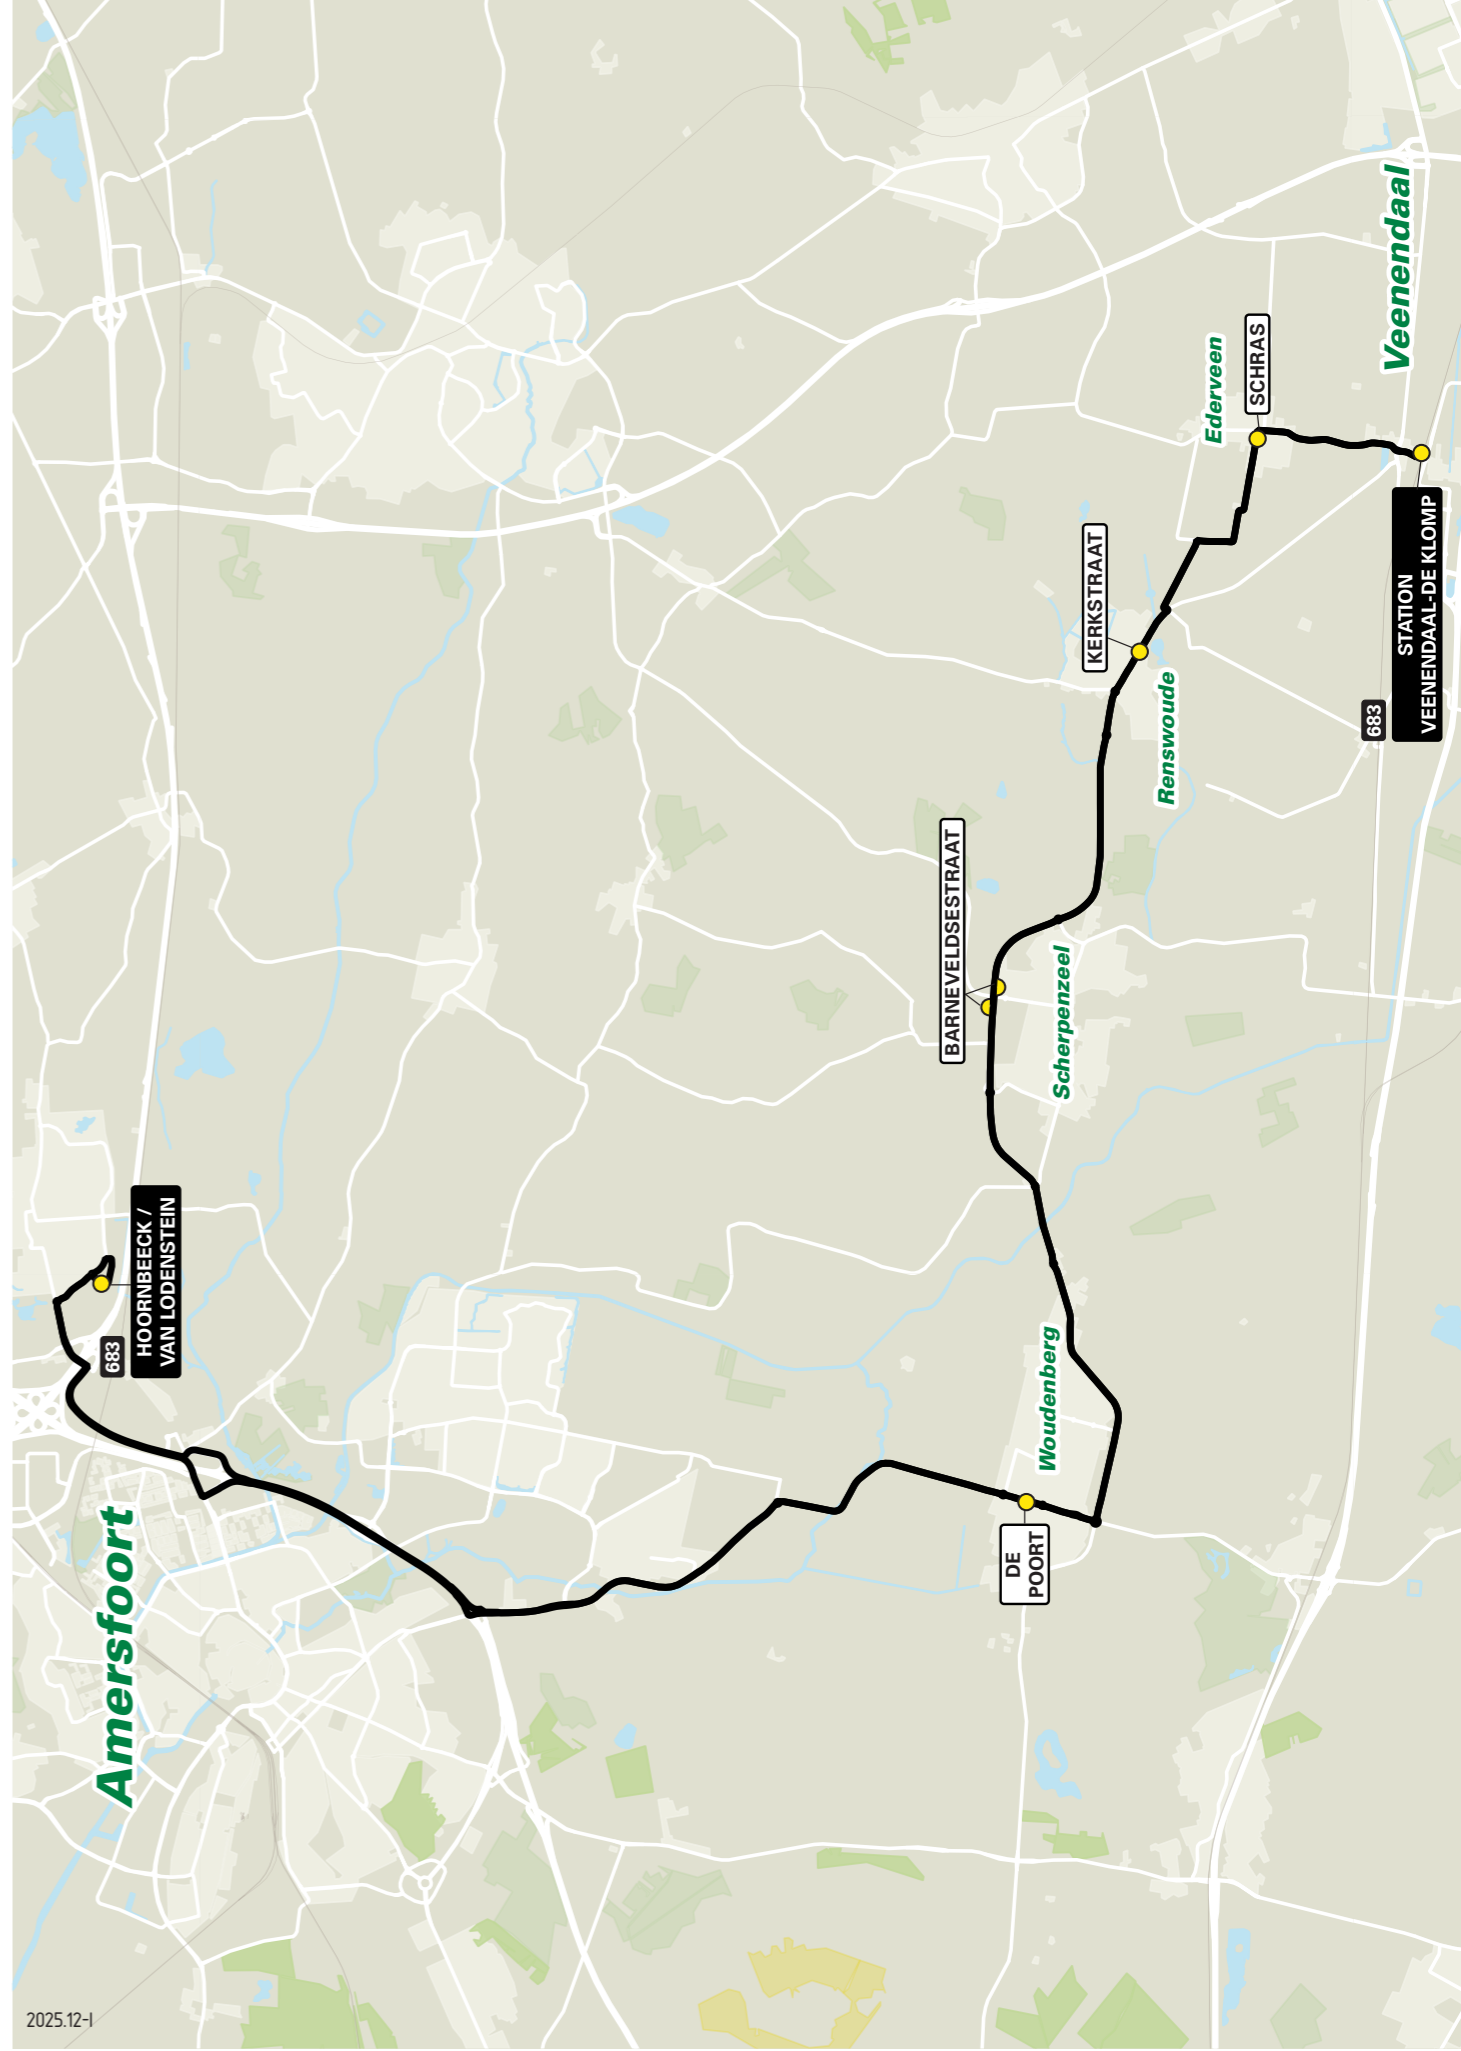 Amersfoort
683
HOORNBEECK /
VAN LODENSTEIN
DE
POORT
Woudenberg
BARNEVELDSESTRAAT
Scherpenzeel
KERKSTRAAT
Renswoude
Ederveen
SCHRAS
Veenendaal
683
STATION
VEENENDAAL-DE KLOMP
2025.12-I